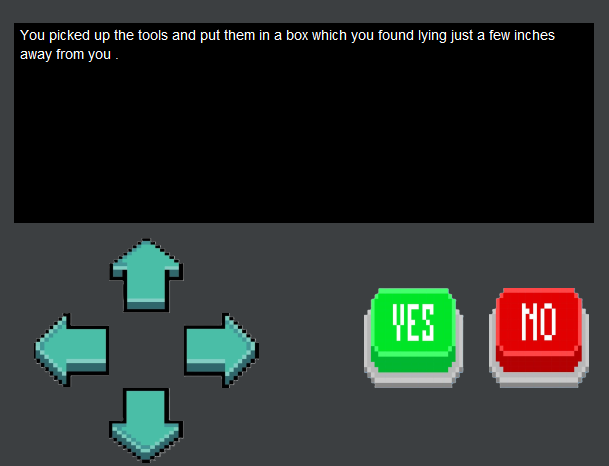 You picked up the tools and put them in a box which you found lying just a few inches
away from you .
YES
NO